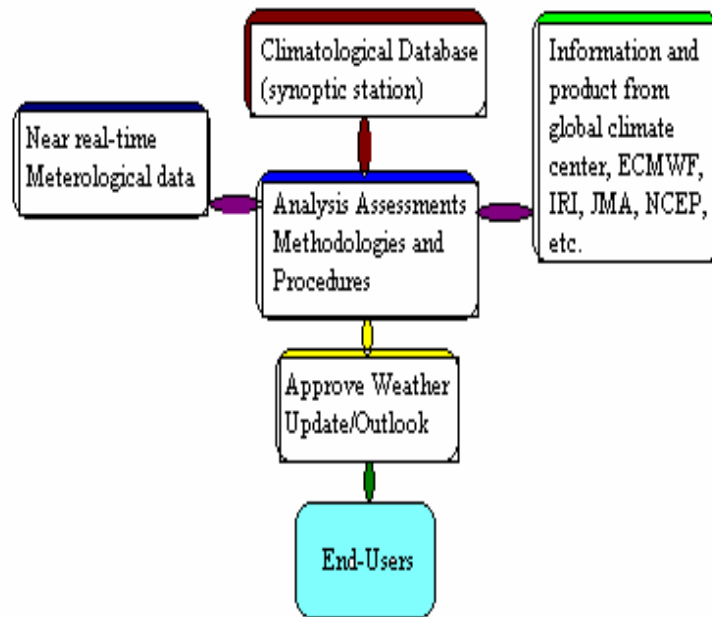 Climatological Database
(synoptic station)
Information and
product from
global climate
center, ECMWF,
IRI, JMA, NCEP,
etc.
Near real-time
Meterological data
Analysis Assessments
Methodologies and
Procedures
Approve Weather
Update/Outlook
End-Users